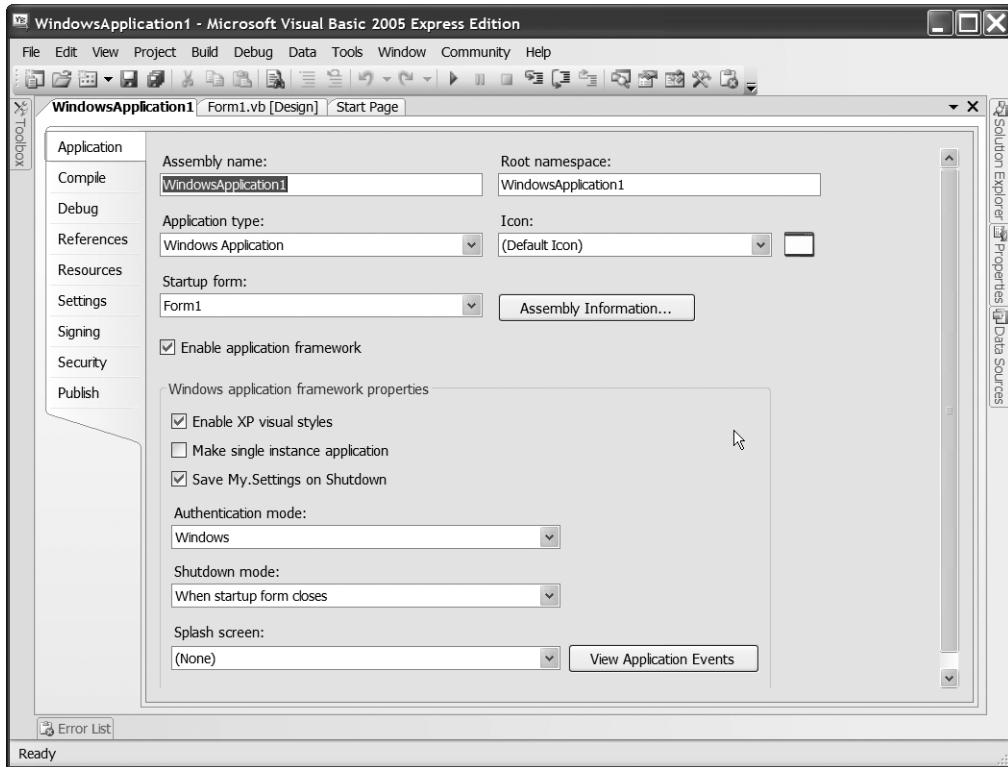 WindowsApplication1 - Microsoft Visual Basic 2005 Express Edition
File Edit View Project Build Debug Data Tools Window Community Help
WindowsApplication1 Form1.vb [Design] Start Page
Toolbox
Solution Explorer
Properties
Data Sources
Application
Compile
Debug
References
Resources
Settings
Signing
Security
Publish
Assembly name: Root namespace:
WindowsApplication1 WindowsApplication1
Application type: Icon:
Windows Application (Default Icon)
Startup form:
Form1 Assembly Information...
Enable application framework
Windows application framework properties
Enable XP visual styles
Make single instance application
Save My.Settings on Shutdown
Authentication mode:
Windows
Shutdown mode:
When startup form closes
Splash screen:
(None) View Application Events
Error List
Ready